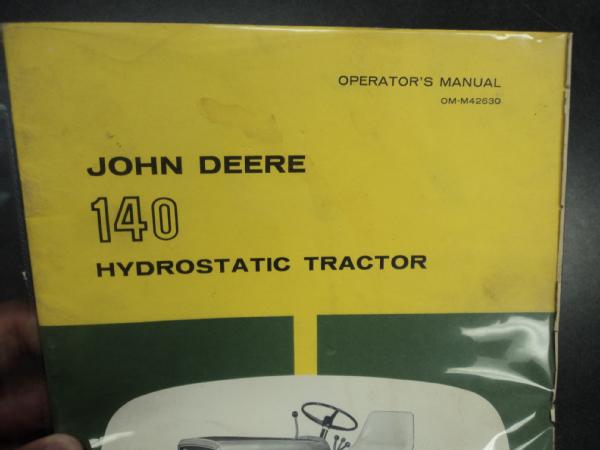 OPERATOR'S MANUAL
OM-M42630
JOHN DEERE
140
HYDROSTATIC TRACTOR